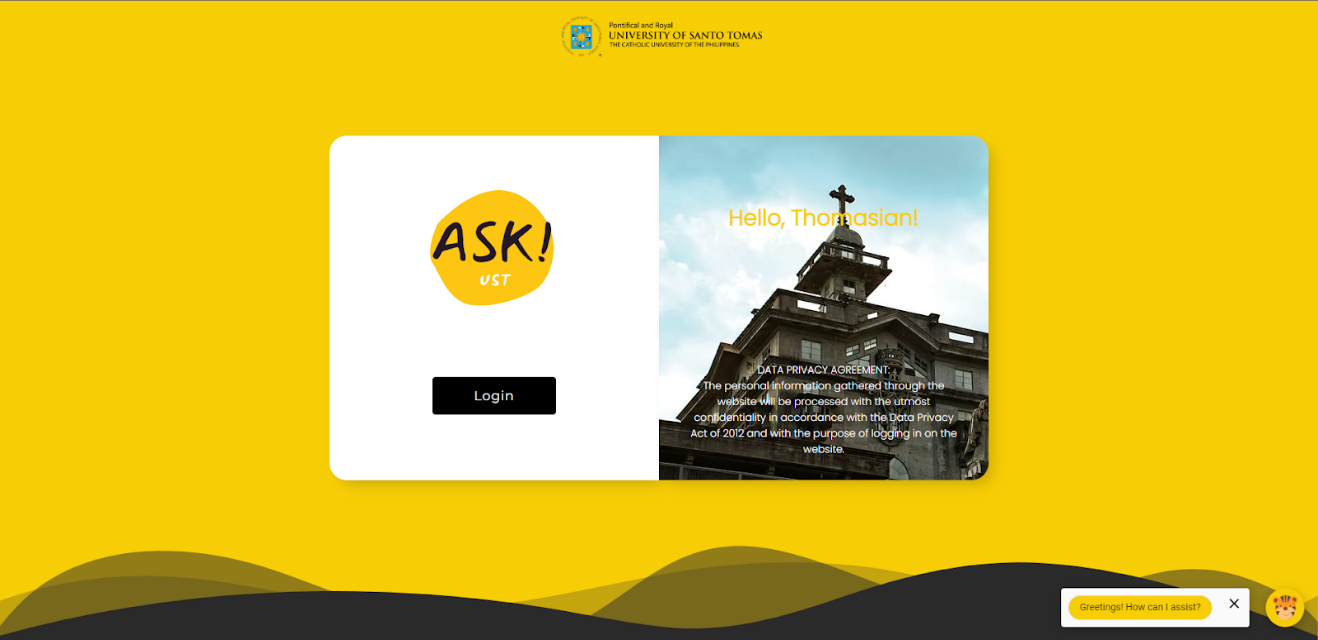 Pontifical and Royal
UNIVERSITY OF SANTO TOMAS
THE CATHOLIC UNIVERSITY OF THE PHILIPPINES
ASK!
UST
Login
Hello, Thomasian!
DATA PRIVACY AGREEMENT:
The personal information gathered through the
website will be processed with the utmost
confidentiality in accordance with the Data Privacy
Act of 2012 and with the purpose of logging in on the
website.
Greetings! How can I assist?